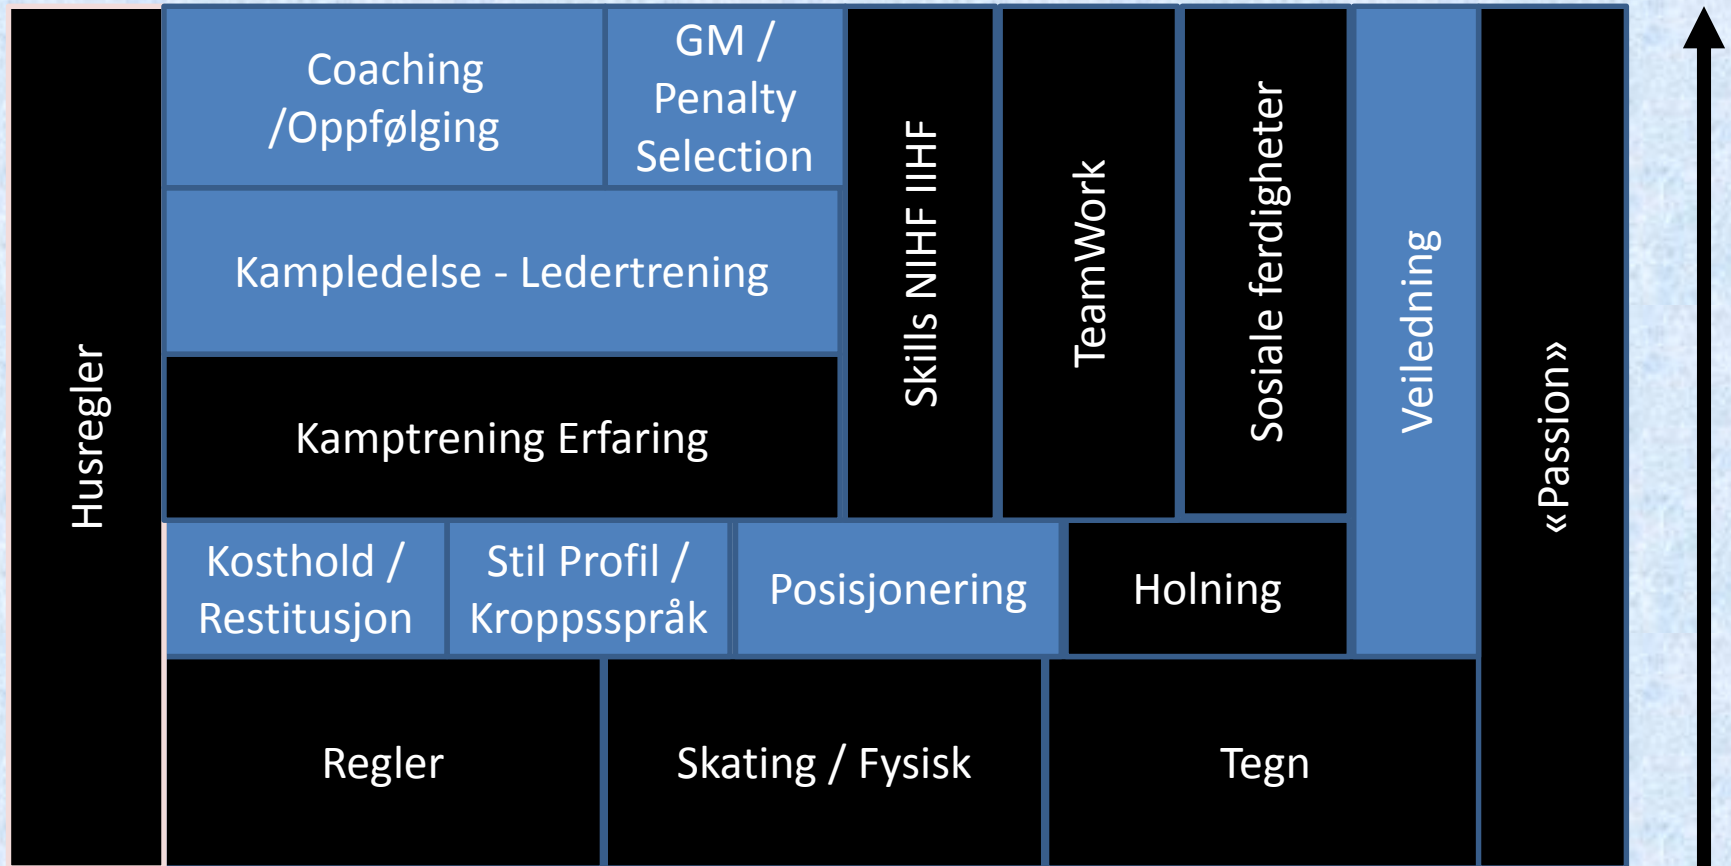 Husregler
Coaching
/Oppfølging
GM /
Penalty
Selection
Kampledelse - Ledertrening
Kamptrening Erfaring
Skills NIHF IIHF
TeamWork
Sosiale ferdigheter
Veiledning
«Passion»
Kosthold /
Restitusjon
Stil Profil /
Kroppsspråk
Posisjonering
Holning
Regler
Skating / Fysisk
Tegn